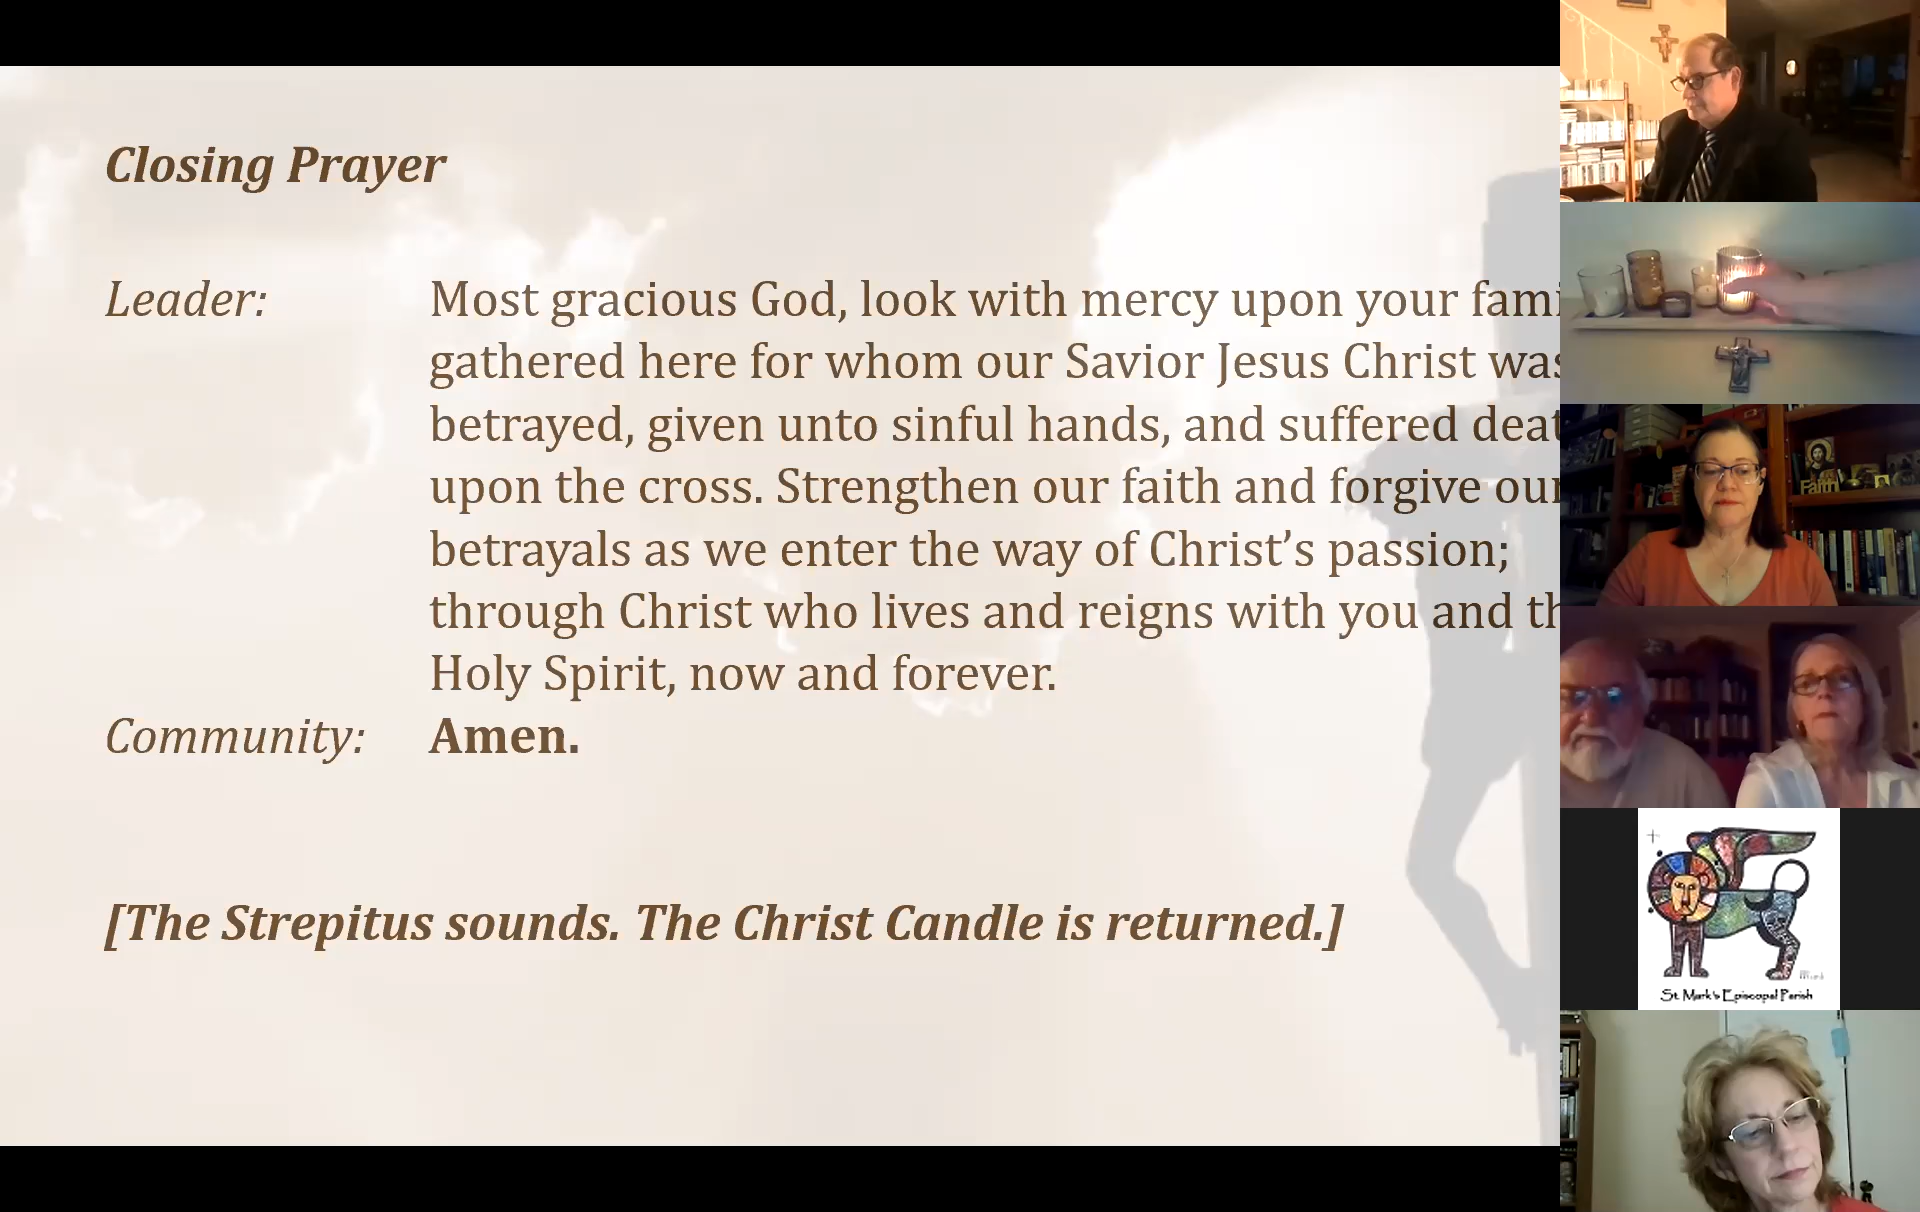 Closing Prayer
Leader: Most gracious God, look with mercy upon your fami
gathered here for whom our Savior Jesus Christ was
betrayed, given unto sinful hands, and suffered deat
upon the cross. Strengthen our faith and forgive our
betrayals as we enter the way of Christ’s passion;
through Christ who lives and reigns with you and th
Holy Spirit, now and forever.
Community: Amen.
[The Strepitus sounds. The Christ Candle is returned.]
Faith
St. Mark's Episcopal Parish